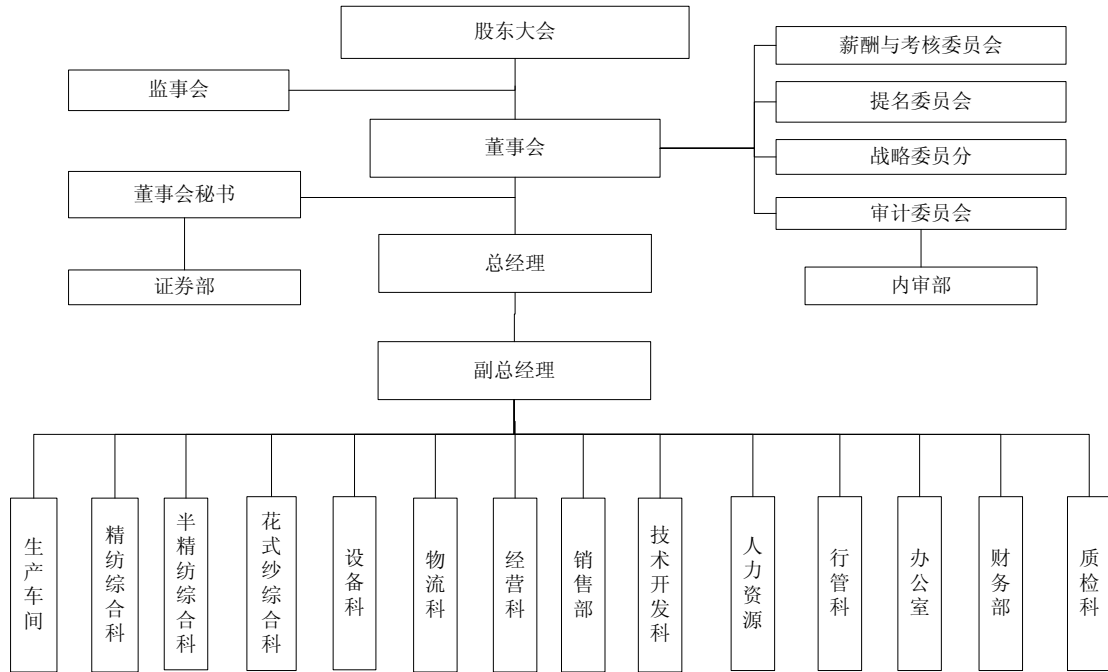 股东大会
薪酬与考核委员会
监事会
提名委员会
董事会
战略委员分
董事会秘书
审计委员会
总经理
证券部
内审部
副总经理
生产车间
精纺综合科
半精纺综合科
花式纱综合科
设备科
物流科
经营科
销售部
技术开发科
人力资源
行管科
办公室
财务部
质检科